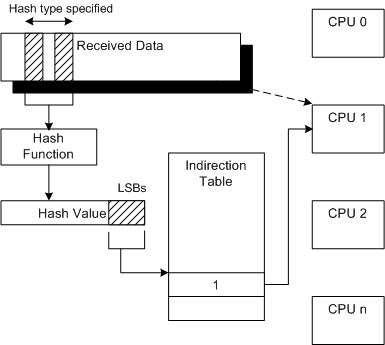 Hash type specified
Received Data
CPU 0
CPU 1
Hash
Function
LSBs
Hash Value
Indirection
Table
1
CPU 2
CPU n